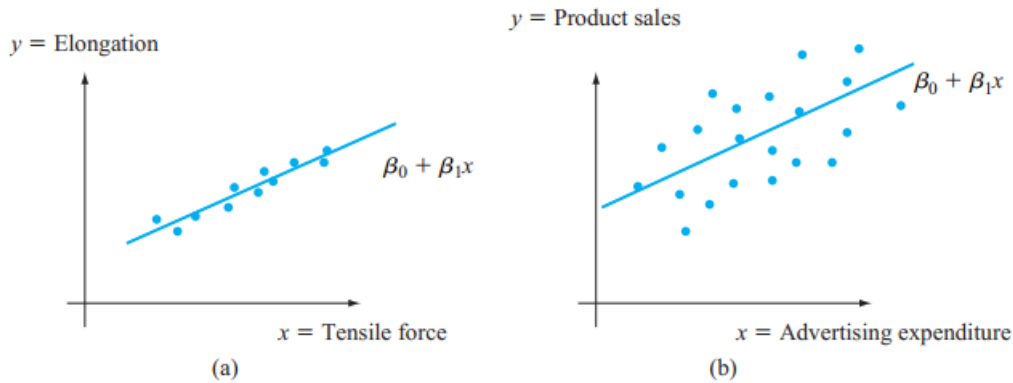 y = Elongation
β₀ + β₁x
x = Tensile force
(a)
y = Product sales
β₀ + β₁x
x = Advertising expenditure
(b)